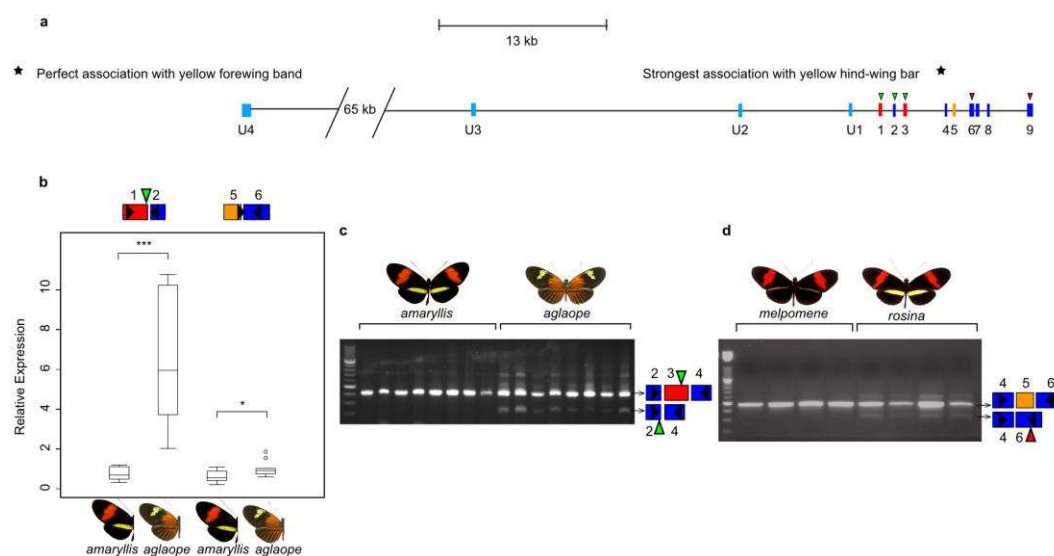 a
13 kb
★ Perfect association with yellow forewing band
Strongest association with yellow hind-wing bar ★
65 kb
U4 U3 U2 U1 1 2 3 4 5 6 7 8 9
b
1 2 5 6
***
*
Relative Expression
10
8
6
4
2
0
amaryllis aglaope amaryllis aglaope
c
amaryllis aglaope
2 3 4
2 4
d
melpomene rosina
4 5 6
4 6